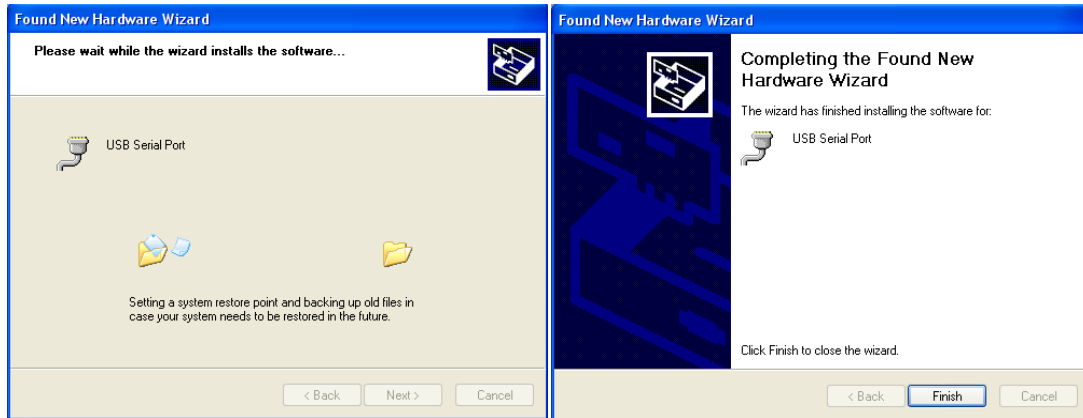 Found New Hardware Wizard
Please wait while the wizard installs the software...
USB Serial Port
Setting a system restore point and backing up old files in
case your system needs to be restored in the future.
< Back
Next >
Cancel
Found New Hardware Wizard
Completing the Found New
Hardware Wizard
The wizard has finished installing the software for:
USB Serial Port
Click Finish to close the wizard.
< Back
Finish
Cancel